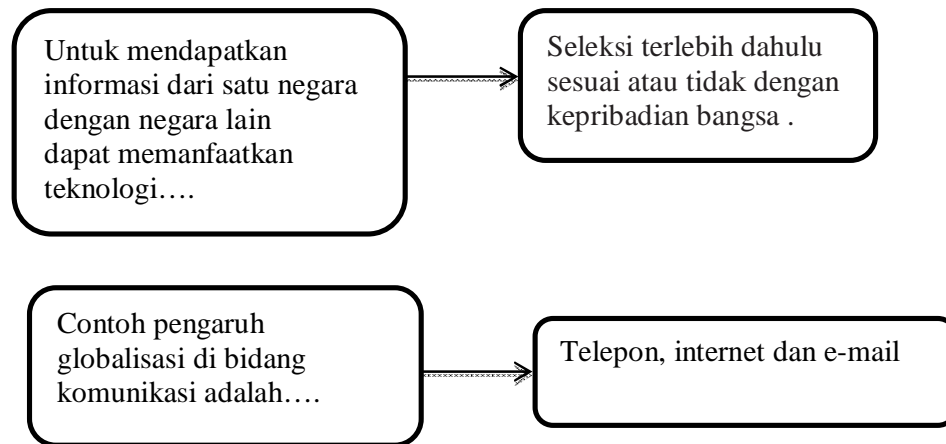 Untuk mendapatkan
informasi dari satu negara
dengan negara lain
dapat memanfaatkan
teknologi….
Seleksi terlebih dahulu
sesuai atau tidak dengan
kepribadian bangsa .
Contoh pengaruh
globalisasi di bidang
komunikasi adalah….
Telepon, internet dan e-mail